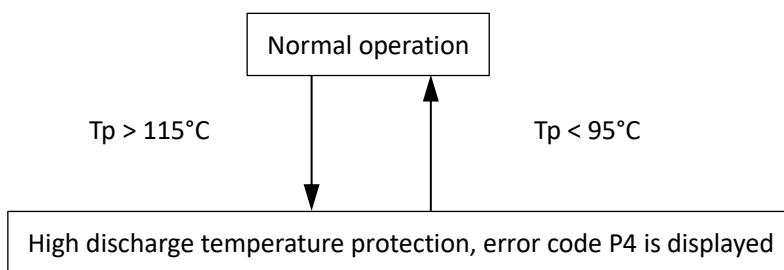 Normal operation
Tp > 115°C
Tp < 95°C
High discharge temperature protection, error code P4 is displayed